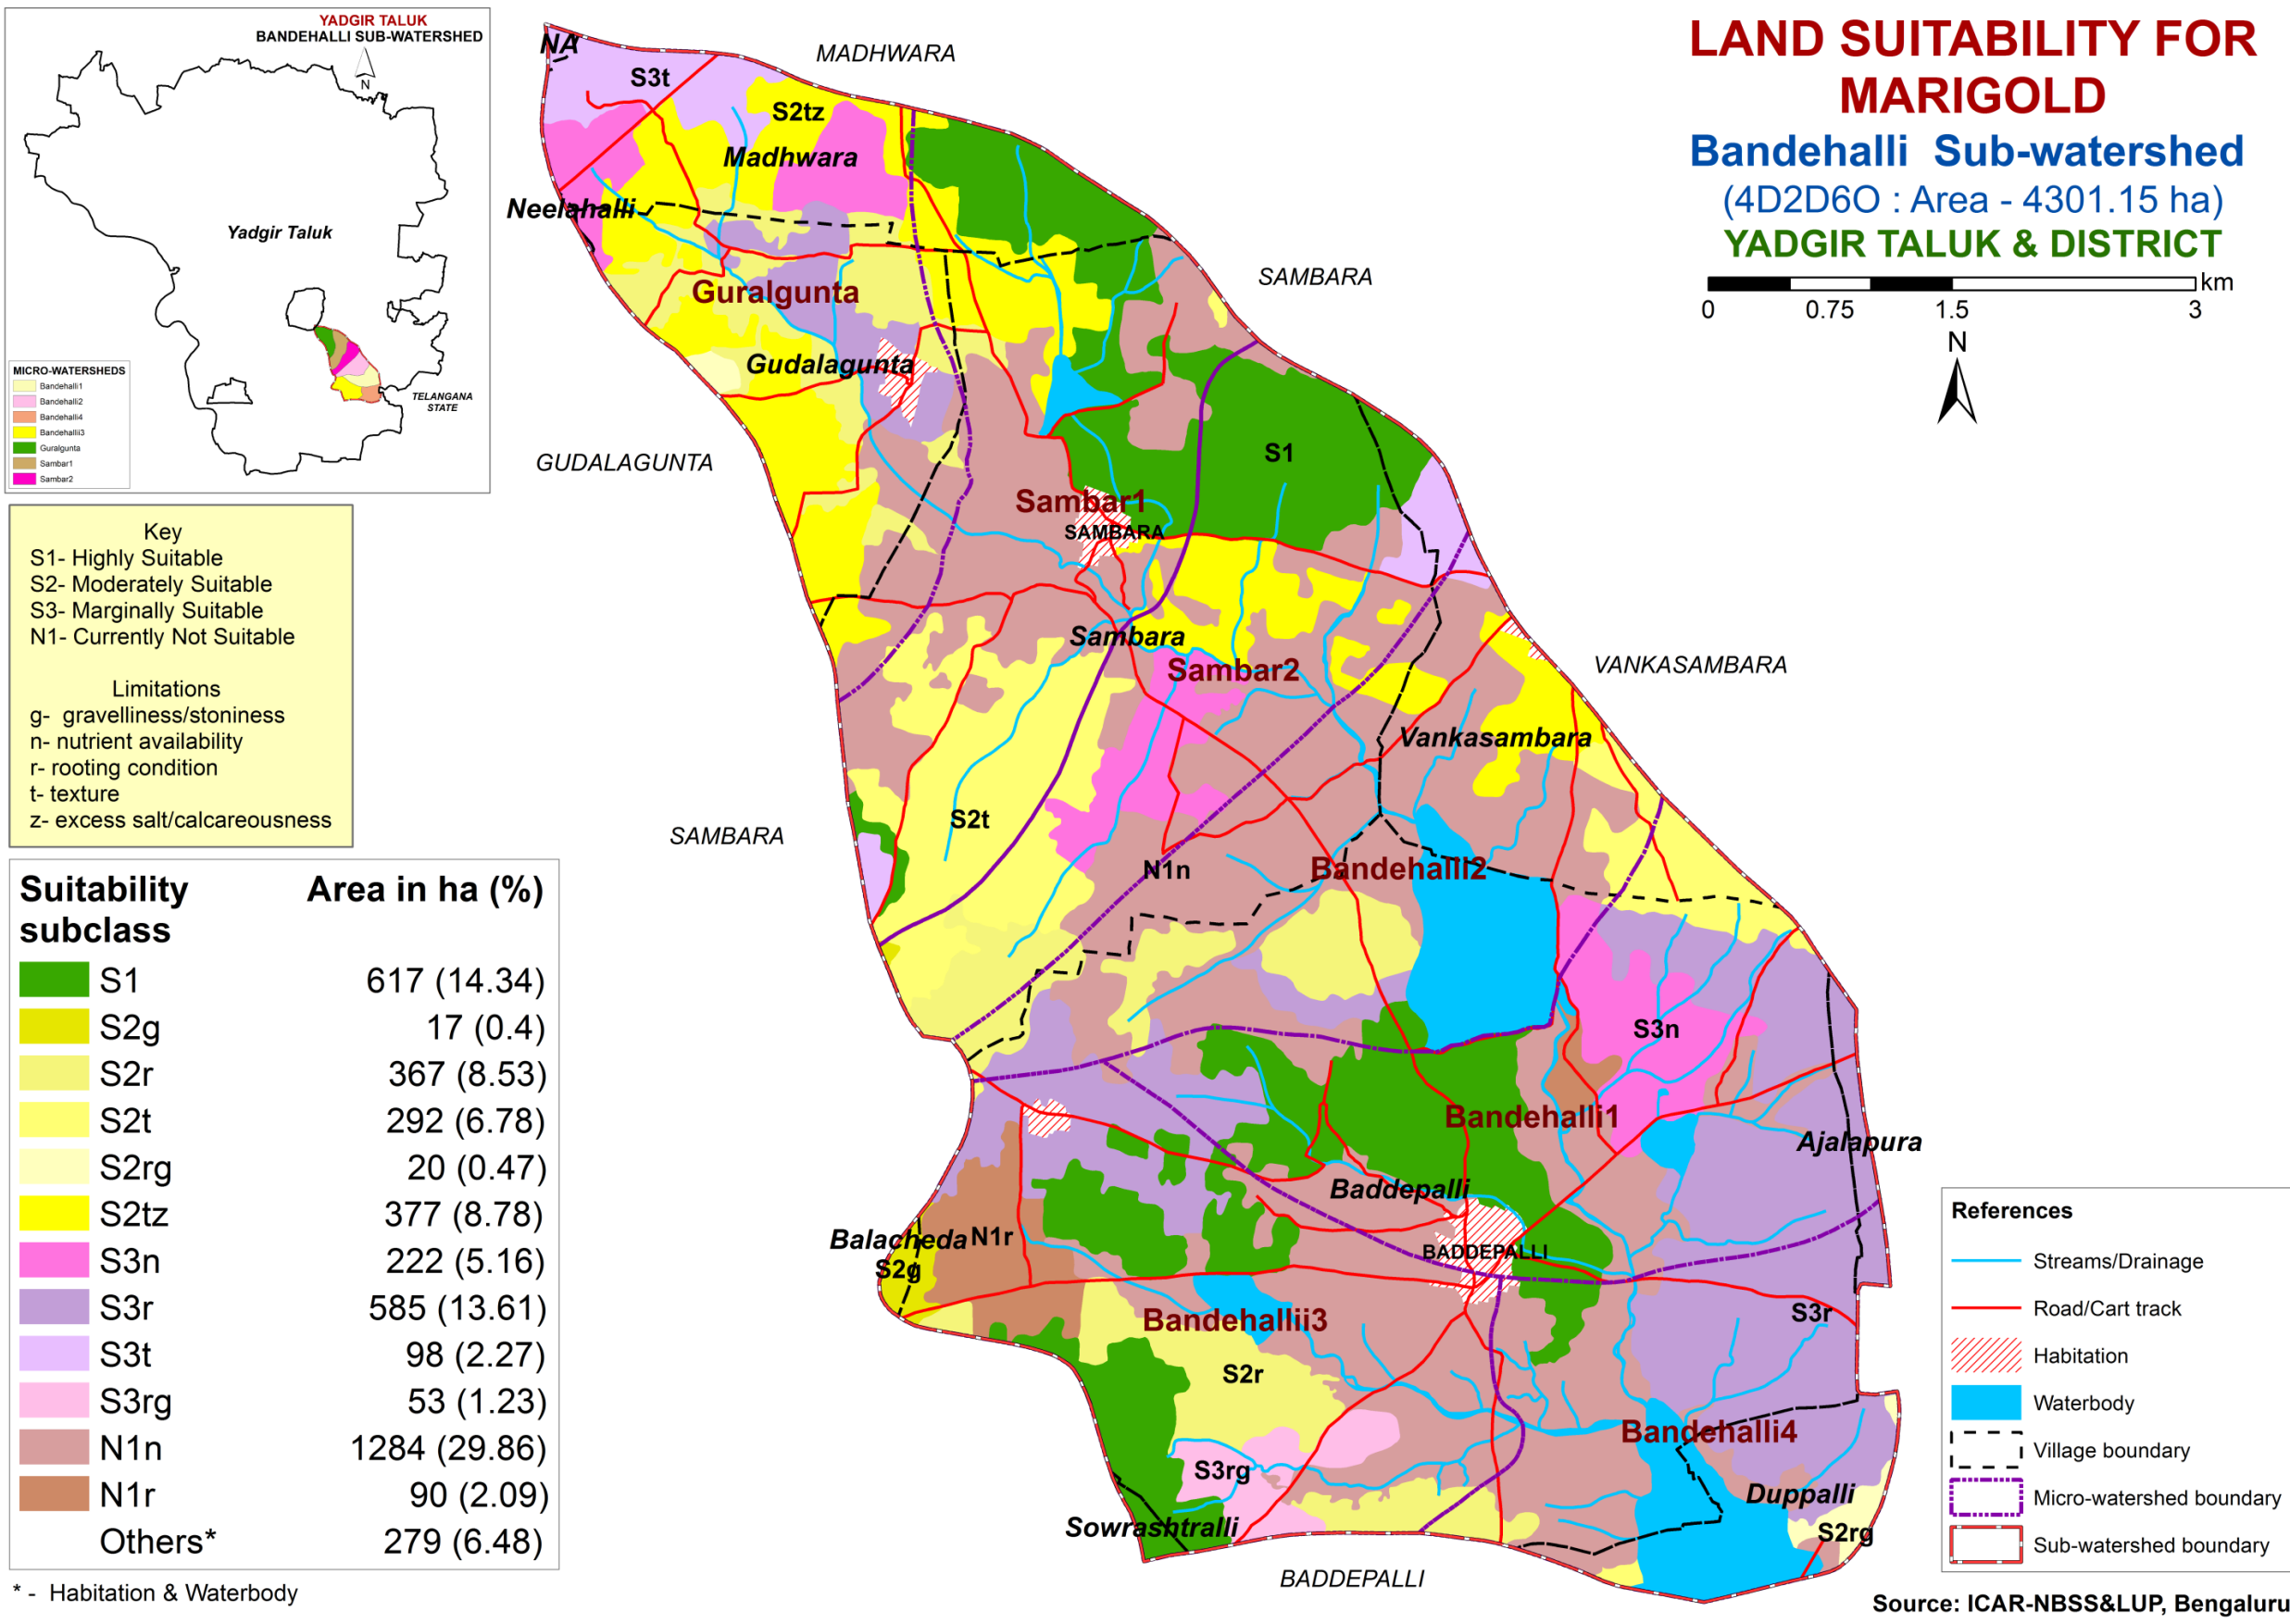 YADGIR TALUK
BANDEHALLI SUB-WATERSHED
N
Yadgir Taluk
TELANGANA
STATE
MICRO-WATERSHEDS
Bandehalli1
Bandehalli2
Bandehalli4
Bandehallii3
Guralgunta
Sambar1
Sambar2
LAND SUITABILITY FOR
MARIGOLD
Bandehalli Sub-watershed
(4D2D6O : Area - 4301.15 ha)
YADGIR TALUK & DISTRICT
km
0 0.75 1.5 3
N
Key
S1- Highly Suitable
S2- Moderately Suitable
S3- Marginally Suitable
N1- Currently Not Suitable
Limitations
g- gravelliness/stoniness
n- nutrient availability
r- rooting condition
t- texture
z- excess salt/calcareousness
Suitability subclass Area in ha (%)
S1 617 (14.34)
S2g 17 (0.4)
S2r 367 (8.53)
S2t 292 (6.78)
S2rg 20 (0.47)
S2tz 377 (8.78)
S3n 222 (5.16)
S3r 585 (13.61)
S3t 98 (2.27)
S3rg 53 (1.23)
N1n 1284 (29.86)
N1r 90 (2.09)
Others* 279 (6.48)
* - Habitation & Waterbody
NA
MADHWARA
S3t
S2tz
Madhwara
Neelahalli
SAMBARA
Guralgunta
Gudalagunta
GUDALAGUNTA
S1
Sambar1
SAMBARA
Sambara
Sambar2
VANKASAMBARA
Vankasambara
S2t
SAMBARA
N1n
Bandehalli2
S3n
Bandehalli1
Ajalapura
Baddepalli
Balacheda
N1r
BADDEPALLI
S2g
S3r
Bandehallii3
S2r
Bandehalli4
S3rg
Duppalli
Sowrashtralli
S2rg
BADDEPALLI
References
Streams/Drainage
Road/Cart track
Habitation
Waterbody
Village boundary
Micro-watershed boundary
Sub-watershed boundary
Source: ICAR-NBSS&LUP, Bengaluru